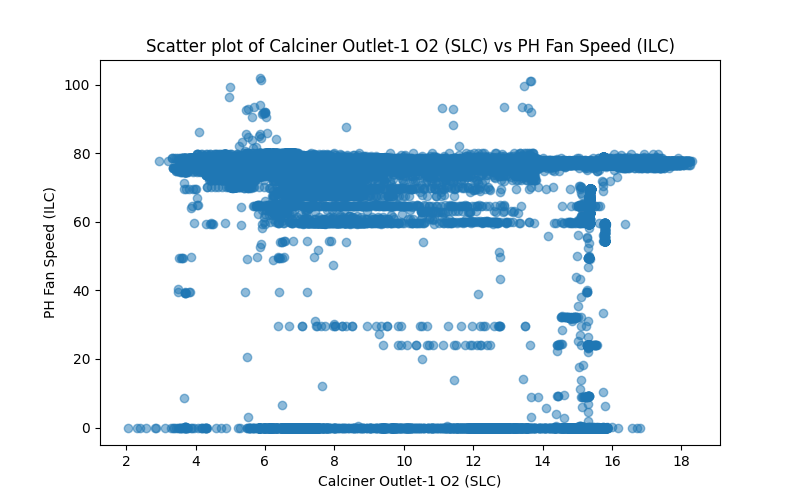 Scatter plot of Calciner Outlet-1 O2 (SLC) vs PH Fan Speed (ILC)
100
80
60
40
20
0
PH Fan Speed (ILC)
2 4 6 8 10 12 14 16 18
Calciner Outlet-1 O2 (SLC)